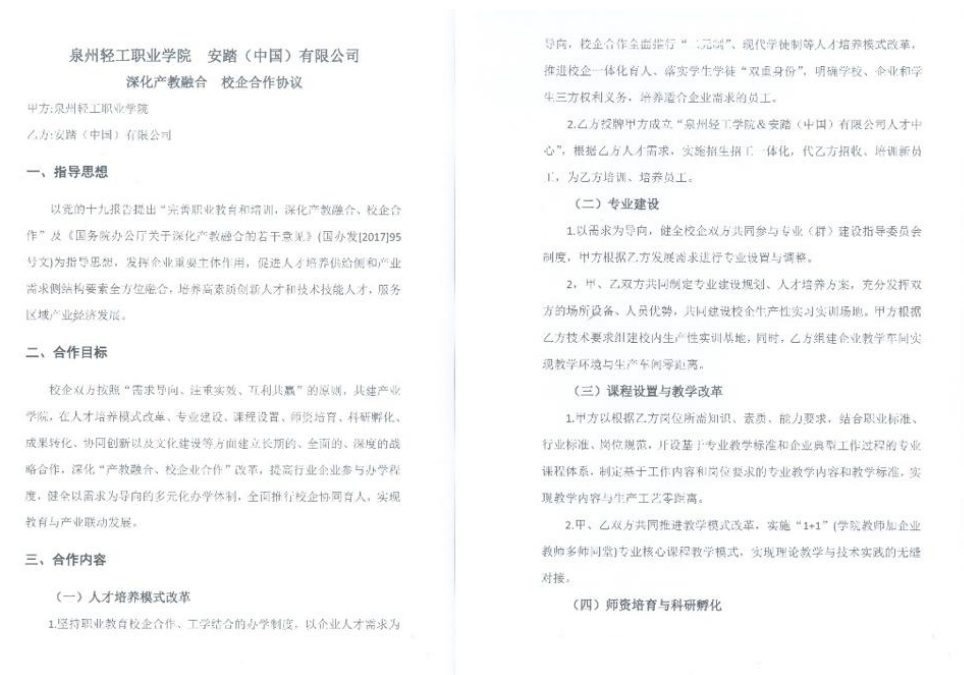 泉州轻工职业学院 安踏（中国）有限公司
深化产教融合 校企合作协议
甲方:泉州轻工职业学院
乙方:安踏（中国）有限公司
一、指导思想
以党的十九报告提出“完善职业教育和培训，深化产教融合、校企合
作”及《国务院办公厅关于深化产教融合的若干意见》(国办发[2017]95
号文)为指导思想，发挥企业重要主体作用，促进人才培养供给侧和产业
需求侧结构要素全方位融合，培养高素质创新人才和技术技能人才，服务
区域产业经济发展。
二、合作目标
校企双方按照“需求导向、注重实效、互利共赢”的原则，共建产业
学院，在人才培养模式改革、专业建设、课程设置、师资培育、科研孵化、
成果转化、协同创新以及文化建设等方面建立长期的、全面的、深度的战
略合作，深化“产教融合、校企业合作”改革，提高行业企业参与办学程
度，健全以需求为导向的多元化办学体制，全面推行校企协同育人，实现
教育与产业联动发展。
三、合作内容
（一）人才培养模式改革
1.坚持职业教育校企合作、工学结合的办学制度，以企业人才需求为
导向，校企合作全面推行“二元制”、现代学徒制等人才培养模式改革，
推进校企一体化育人、落实学生学徒“双重身份”，明确学校、企业和学
生三方权利义务，培养适合企业需求的员工。
2.乙方授牌甲方成立“泉州轻工学院＆安踏（中国）有限公司人才中
心”，根据乙方人才需求，实施招生招工一体化，代乙方招收、培训新员
工，为乙方培训、培养员工。
（二）专业建设
1.以需求为导向，健全校企双方共同参与专业（群）建设指导委员会
制度，甲方根据乙方发展需求进行专业设置与调整。
2，甲、乙双方共同制定专业建设规划、人才培养方案，充分发挥双
方的场所设备、人员优势，共同建设校企生产性实习实训场地。甲方根据
乙方技术要求组建校内生产性实训基地，同时，乙方组建企业教学车间实
现教学环境与生产车间零距离。
（三）课程设置与教学改革
1.甲方以根据乙方岗位所需知识、素质、能力要求，结合职业标准、
行业标准、岗位规范，开设基于专业教学标准和企业典型工作过程的专业
课程体系，制定基于工作内容和岗位要求的专业教学内容和教学标准，实
现教学内容与生产工艺零距离。
2.甲、乙双方共同推进教学模式改革，实施“1+1”(学院教师加企业
教师多师同堂)专业核心课程教学模式，实现理论教学与技术实践的无缝
对接。
（四）师资培育与科研孵化